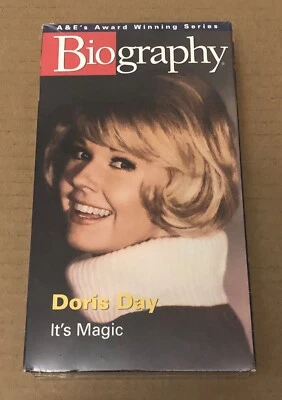 A&E's Award Winning Series
Biography
Doris Day
It's Magic